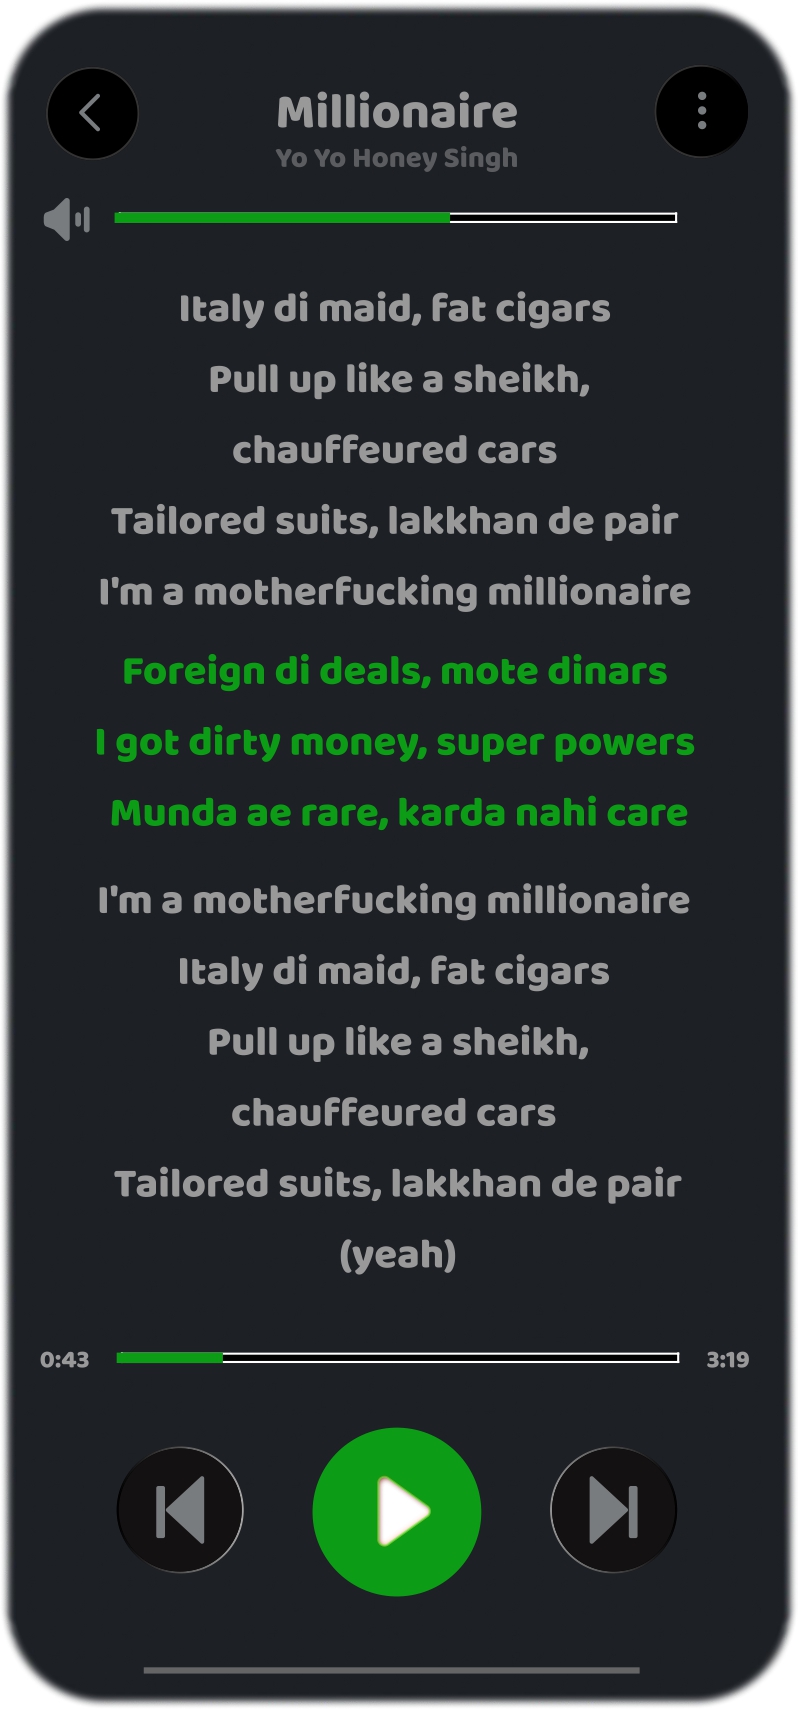 Millionaire
Yo Yo Honey Singh
Italy di maid, fat cigars
Pull up like a sheikh,
chauffeured cars
Tailored suits, lakkhan de pair
I'm a motherfucking millionaire
Foreign di deals, mote dinars
I got dirty money, super powers
Munda ae rare, karda nahi care
I'm a motherfucking millionaire
Italy di maid, fat cigars
Pull up like a sheikh,
chauffeured cars
Tailored suits, lakkhan de pair
(yeah)
0:43
3:19